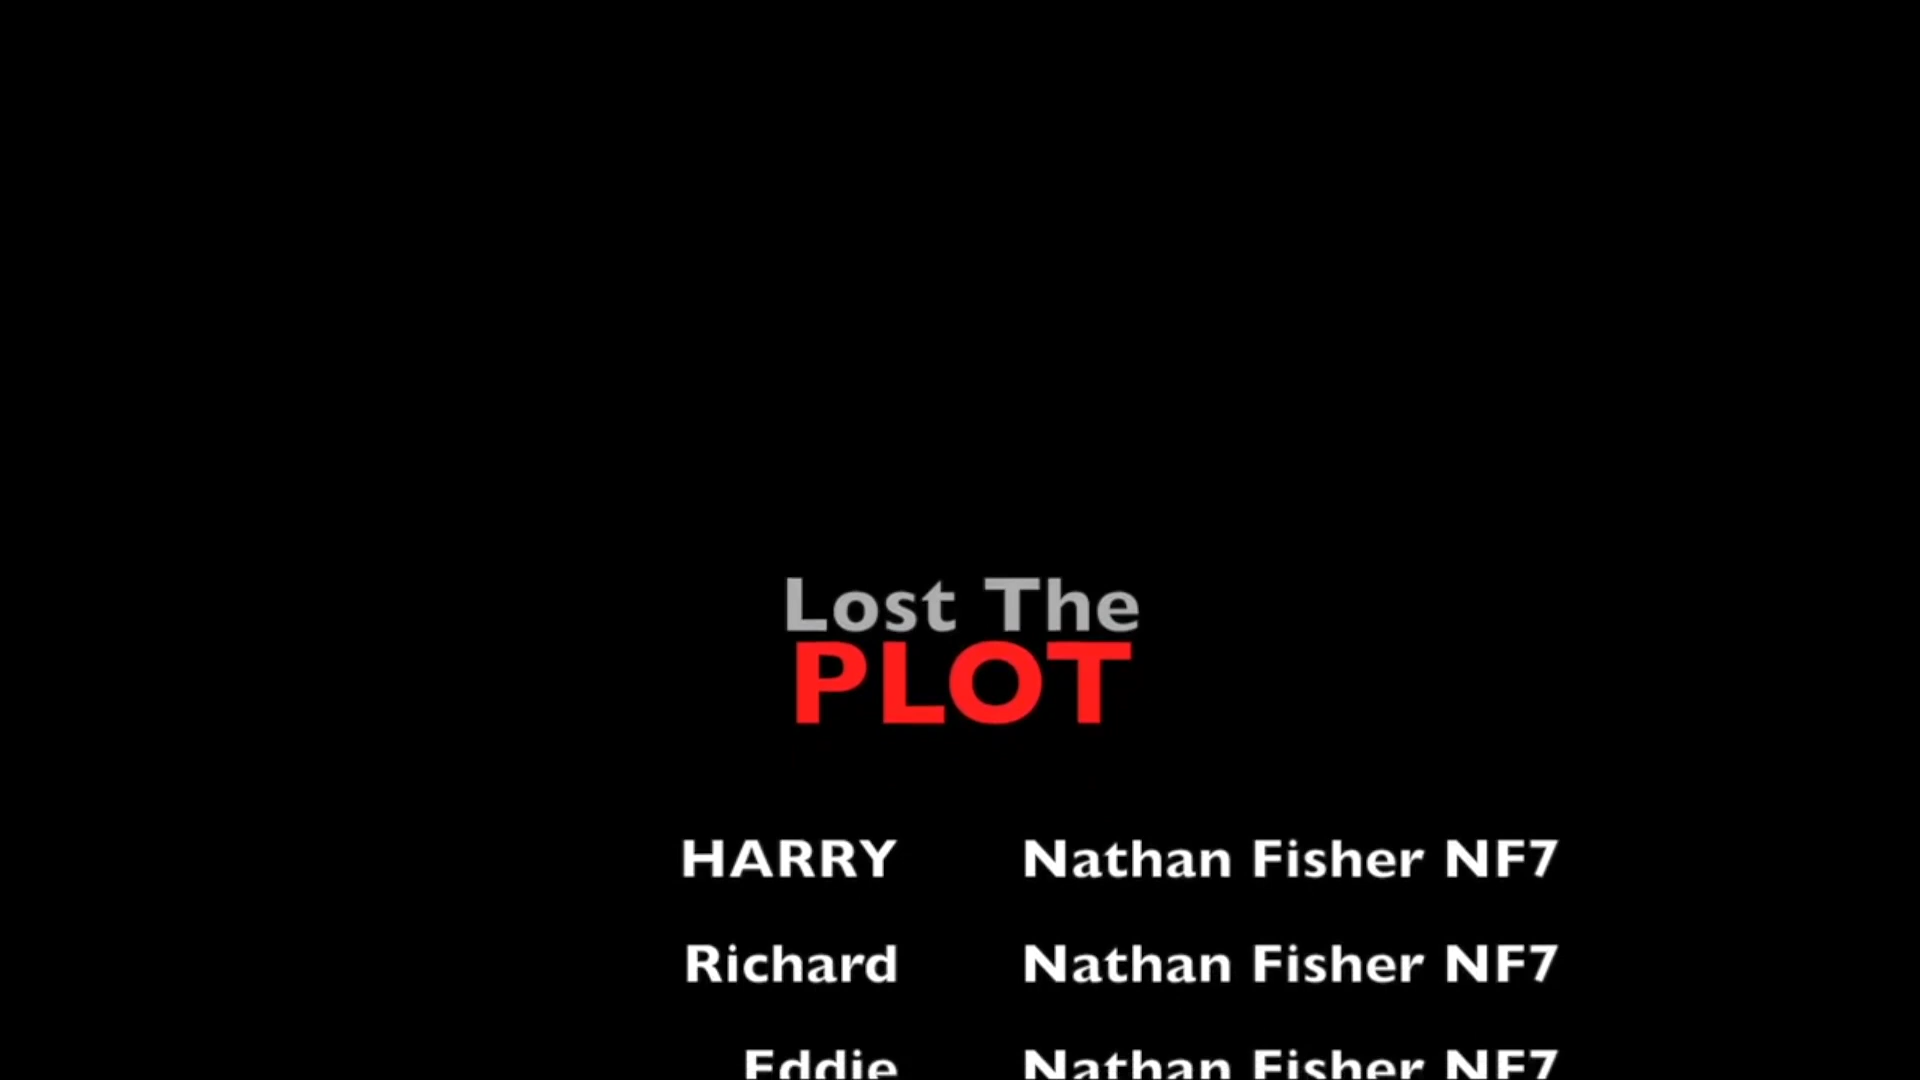 Lost The
PLOT
HARRY Nathan Fisher NF7
Richard Nathan Fisher NF7
Eddie Nathan Fisher NF7